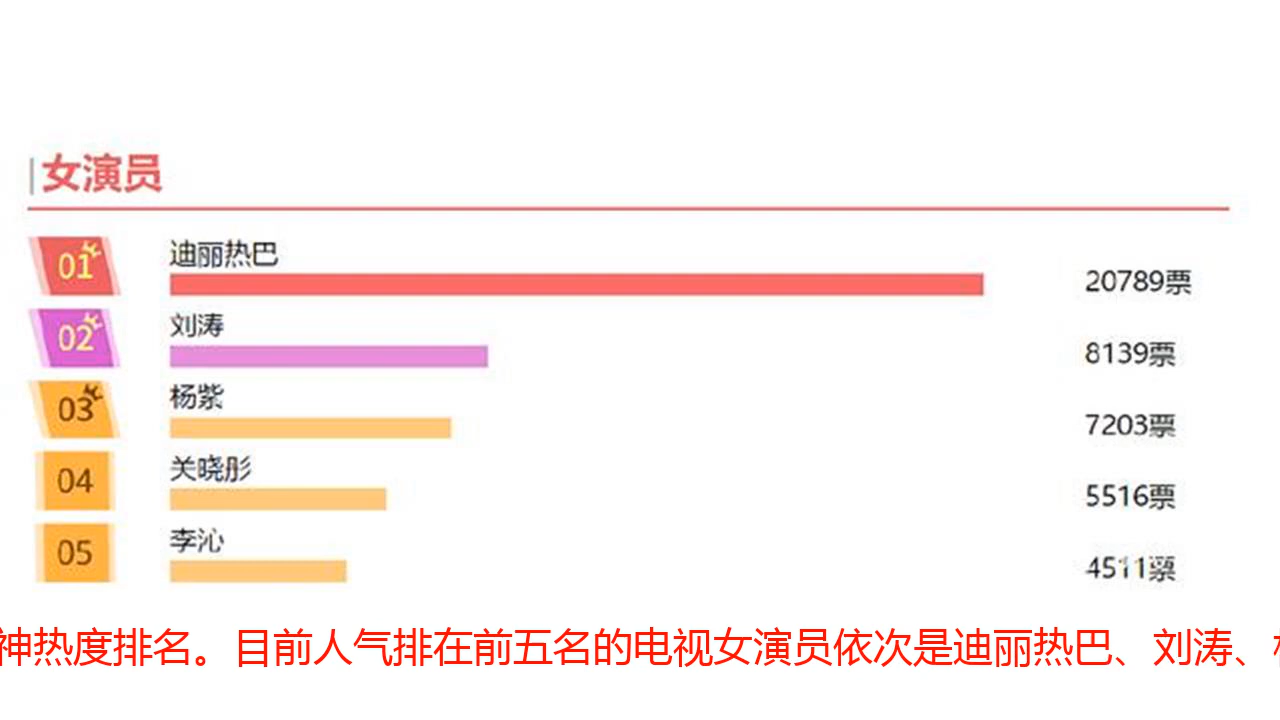 女演员
01 迪丽热巴 20789票
02 刘涛 8139票
03 杨紫 7203票
04 关晓彤 5516票
05 李沁 4511票
神热度排名。目前人气排在前五名的电视女演员依次是迪丽热巴、刘涛、